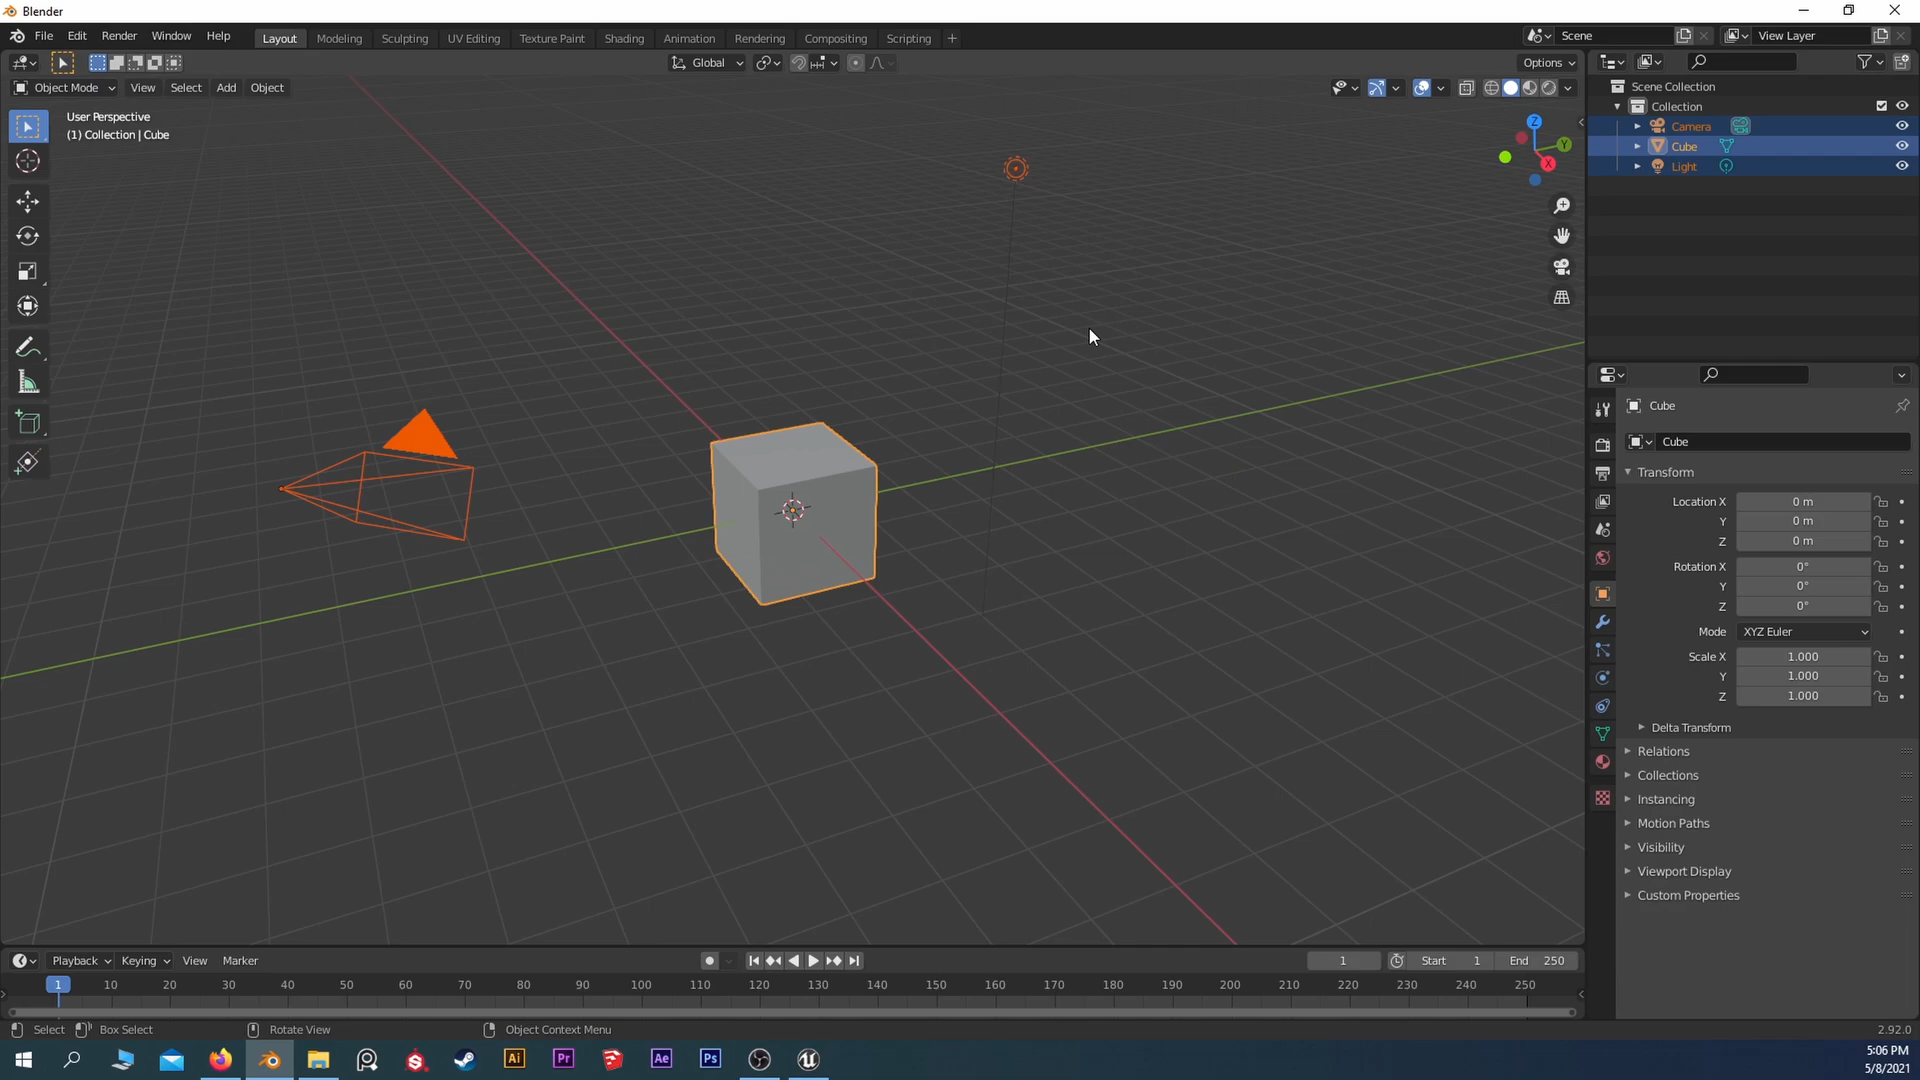 Blender
File Edit Render Window Help Layout Modeling Sculpting UV Editing Texture Paint Shading Animation Rendering Compositing Scripting + Scene View Layer
Global Options
Object Mode View Select Add Object
User Perspective
(1) Collection | Cube
Z
Y
X
Scene Collection
Collection
Camera
Cube
Light
Cube
Cube
Transform
Location X 0 m
Y 0 m
Z 0 m
Rotation X 0°
Y 0°
Z 0°
Mode XYZ Euler
Scale X 1.000
Y 1.000
Z 1.000
Delta Transform
Relations
Collections
Instancing
Motion Paths
Visibility
Viewport Display
Custom Properties
Playback Keying View Marker 1 Start 1 End 250
1 10 20 30 40 50 60 70 80 90 100 110 120 130 140 150 160 170 180 190 200 210 220 230 240 250
Select Box Select Rotate View Object Context Menu 2.92.0
Ai Pr Ae Ps
5:06 PM
5/8/2021